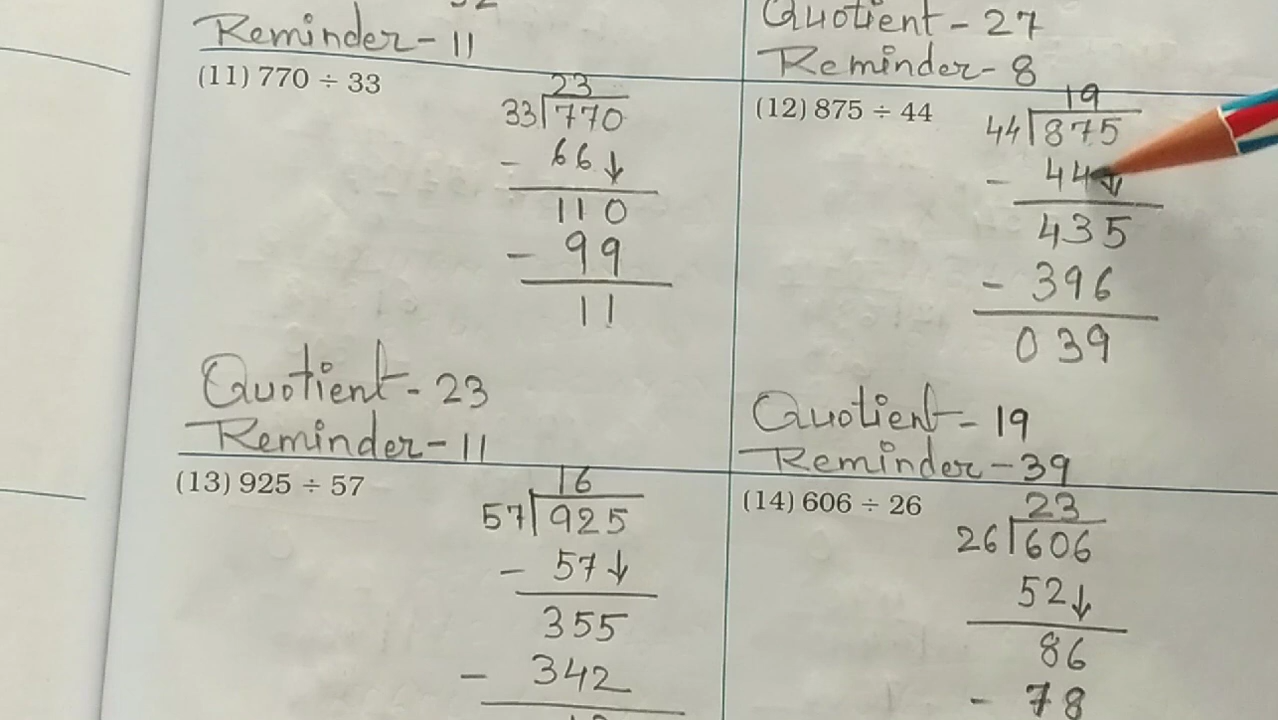 Reminder - 11
(11) 770 ÷ 33
23
33 770
- 66 ↓
110
- 99
11
Quotient - 23
Reminder - 11
Quotient - 27
Reminder - 8
(12) 875 ÷ 44
19
44 875
- 44 ↓
435
- 396
039
Quotient - 19
Reminder - 39
(13) 925 ÷ 57
16
57 925
- 57 ↓
355
- 342
(14) 606 ÷ 26
23
26 606
52 ↓
86
- 78